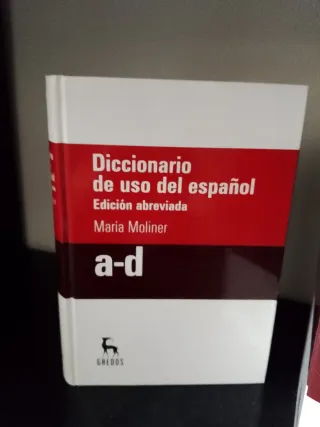 Diccionario
de uso del español
Edición abreviada
María Moliner
a-d
GREDOS